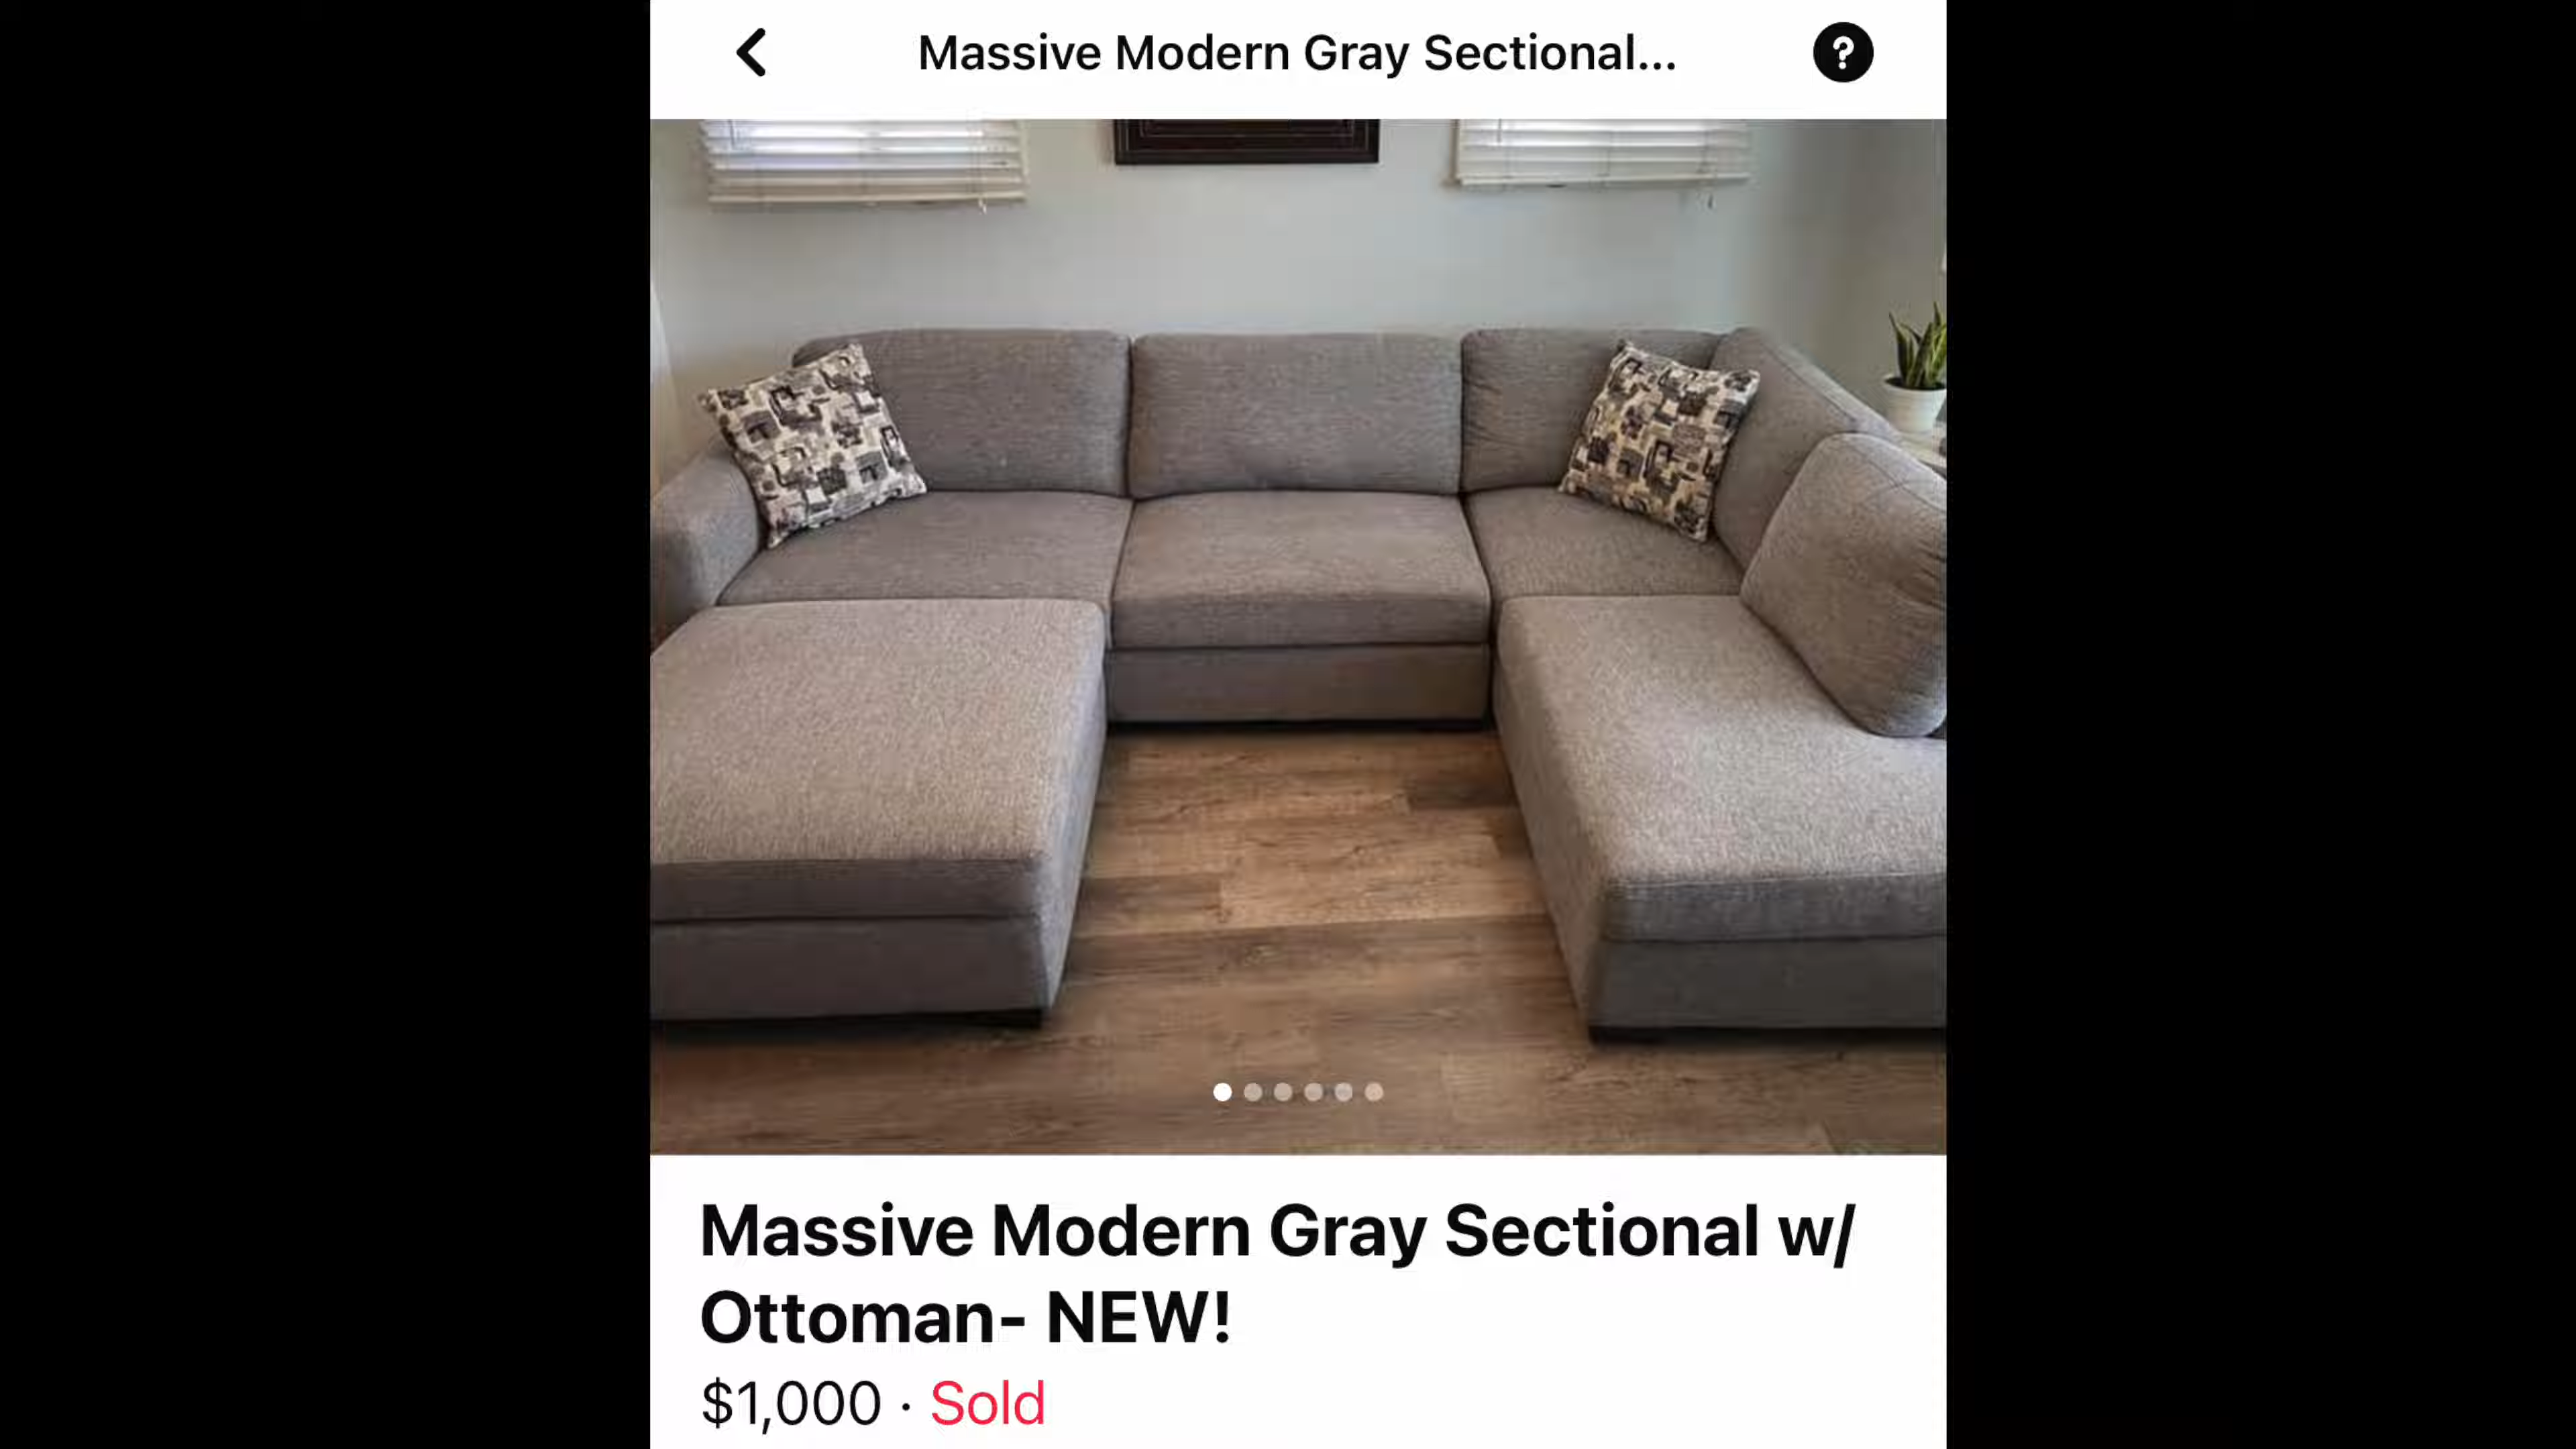 Massive Modern Gray Sectional...
?
Massive Modern Gray Sectional w/
Ottoman- NEW!
$1,000 · Sold